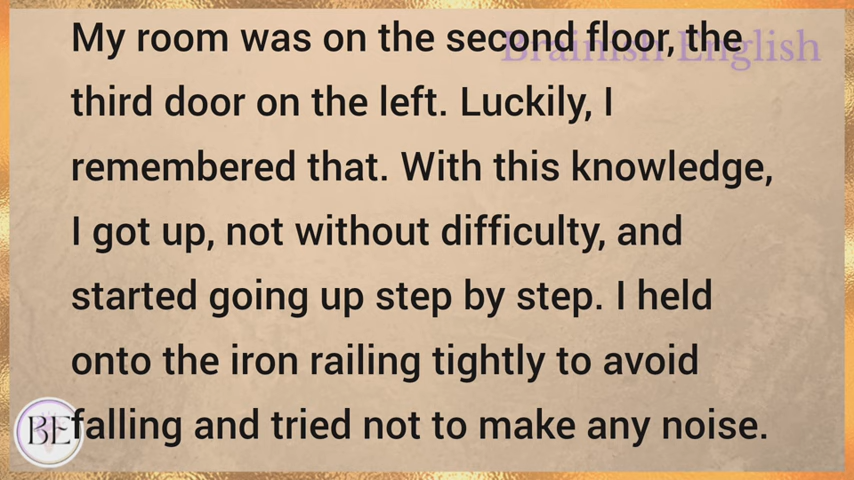 Brainish English
My room was on the second floor, the
third door on the left. Luckily, I
remembered that. With this knowledge,
I got up, not without difficulty, and
started going up step by step. I held
onto the iron railing tightly to avoid
falling and tried not to make any noise.
BE